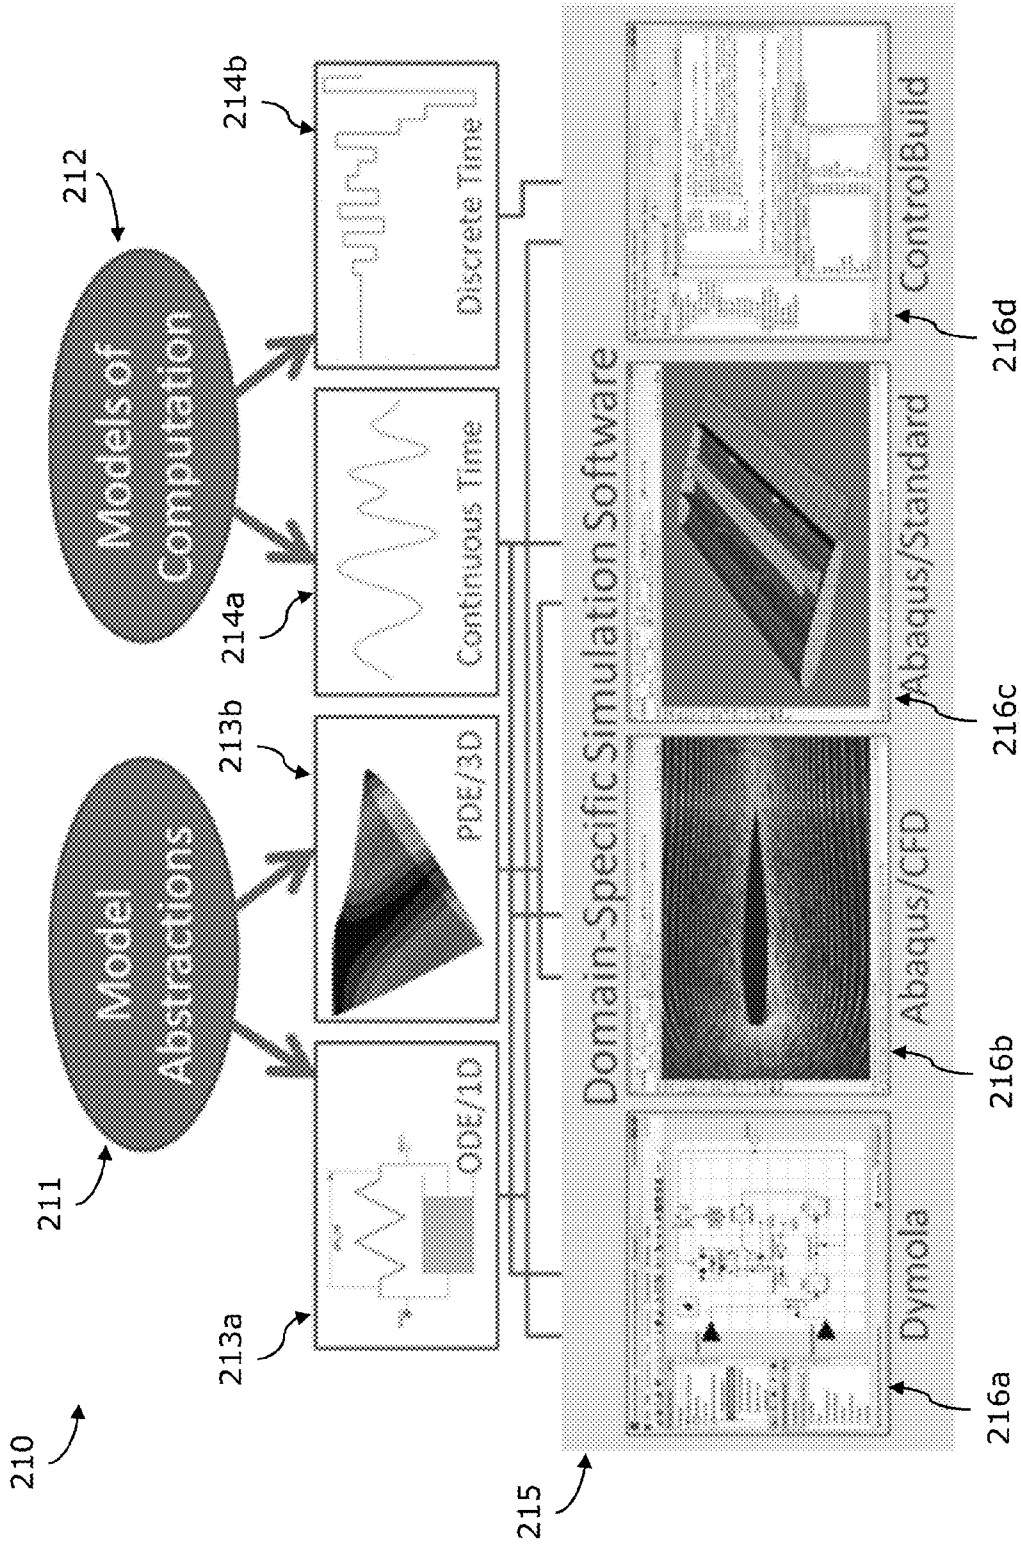 210
211
Model
Abstractions
212
Models of
Computation
213a
ODE/1D
213b
PDE/3D
214a
Continuous Time
214b
Discrete Time
215
Domain-Specific Simulation Software
216a
Dymola
216b
Abaqus/CFD
216c
Abaqus/Standard
216d
ControlBuild